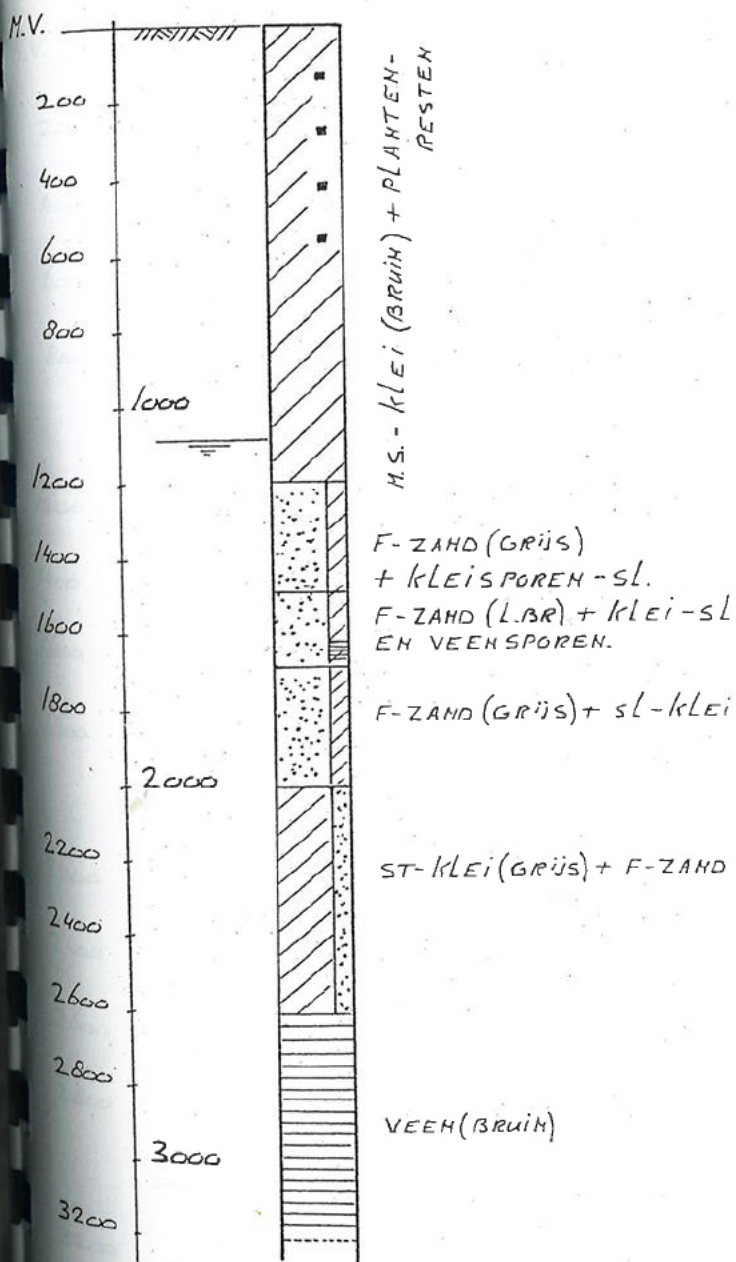 M.V.
200
400
600
800
1000
1200
1400
1600
1800
2000
2200
2400
2600
2800
3000
3200
M.S. - KLEI (BRUIN) + PLANTEN-
RESTEN
F-ZAND (GRIJS)
+ KLEISPOREN - SL.
F-ZAND (L.BR) + KLEI-SL
EN VEENSPOREN.
F-ZAND (GRIJS) + SL-KLEI
ST-KLEI (GRIJS) + F-ZAND
VEEN (BRUIN)